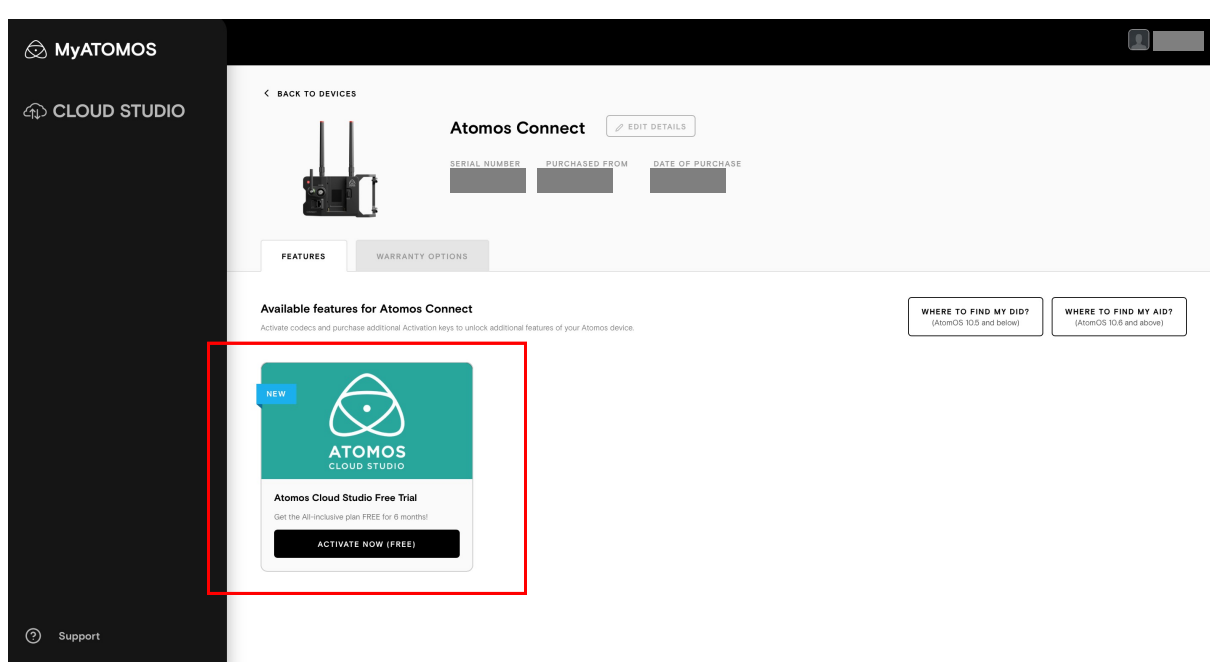 MyATOMOS
CLOUD STUDIO
BACK TO DEVICES
Atomos Connect
EDIT DETAILS
SERIAL NUMBER PURCHASED FROM DATE OF PURCHASE
FEATURES WARRANTY OPTIONS
Available features for Atomos Connect
Activate codecs and purchase additional Activation keys to unlock additional features of your Atomos device.
WHERE TO FIND MY DID?
(AtomOS 10.5 and below)
WHERE TO FIND MY AID?
(AtomOS 10.6 and above)
NEW
ATOMOS
CLOUD STUDIO
Atomos Cloud Studio Free Trial
Get the All-inclusive plan FREE for 6 months!
ACTIVATE NOW (FREE)
Support